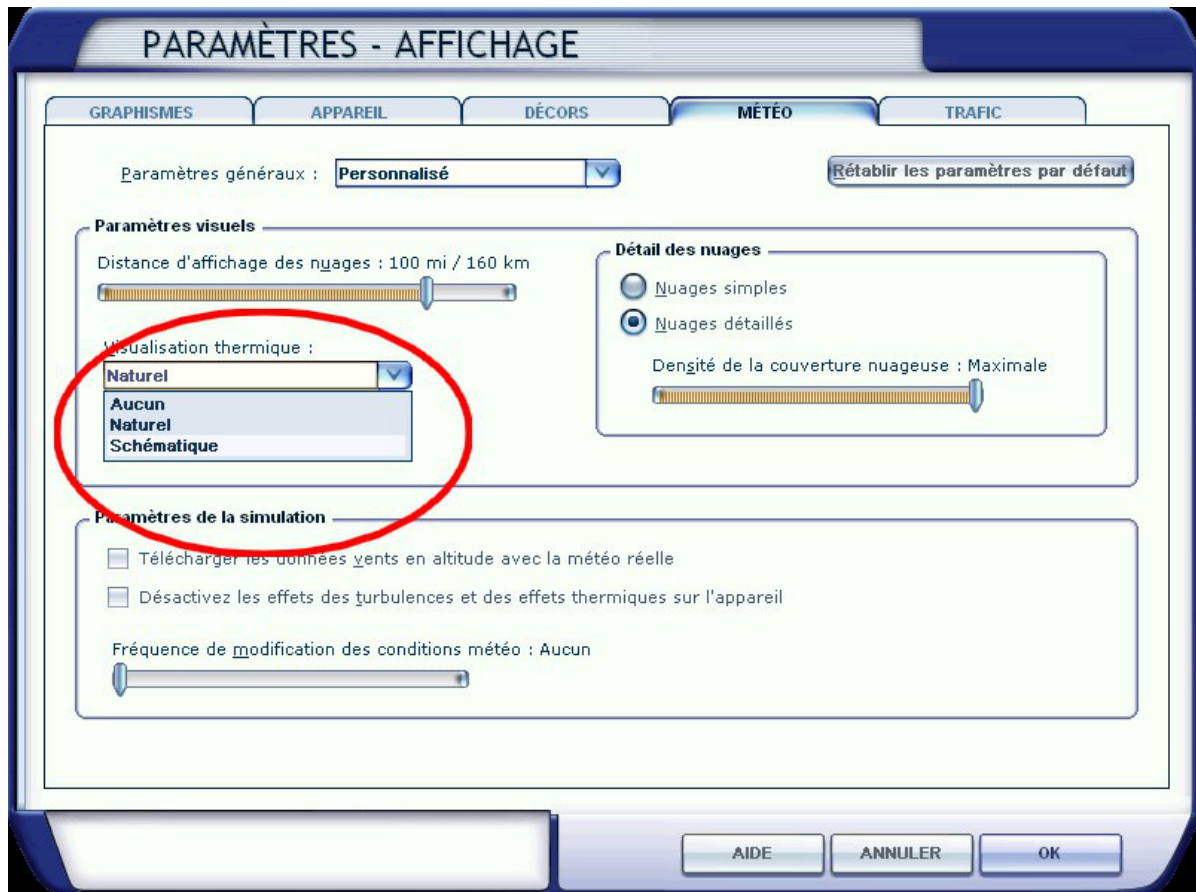 PARAMÈTRES - AFFICHAGE
GRAPHISMES APPAREIL DÉCORS MÉTÉO TRAFIC
Paramètres généraux : Personnalisé Rétablir les paramètres par défaut
Paramètres visuels
Distance d'affichage des nuages : 100 mi / 160 km
Détail des nuages
Nuages simples
Nuages détaillés
Densité de la couverture nuageuse : Maximale
Visualisation thermique :
Naturel
Aucun
Naturel
Schématique
Paramètres de la simulation
Télécharger les données vents en altitude avec la météo réelle
Désactivez les effets des turbulences et des effets thermiques sur l'appareil
Fréquence de modification des conditions météo : Aucun
AIDE ANNULER OK